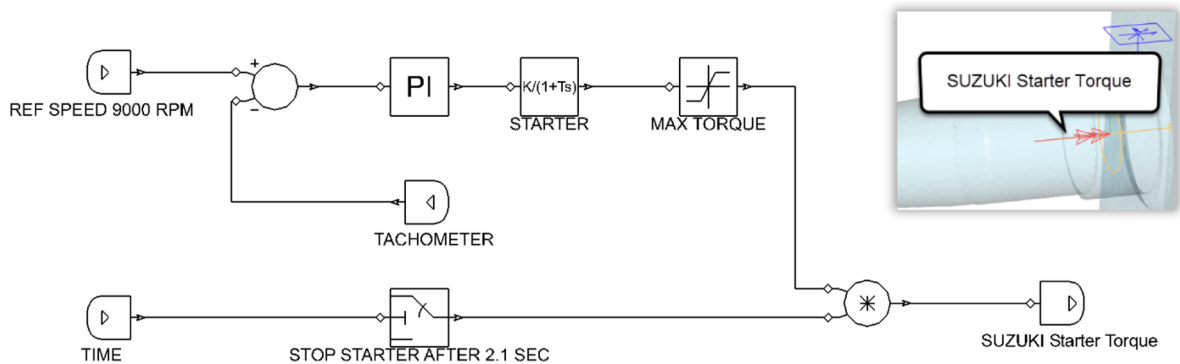 SUZUKI Starter Torque
+
−
PI
K/(1+Ts)
REF SPEED 9000 RPM
STARTER
MAX TORQUE
TACHOMETER
*
TIME
STOP STARTER AFTER 2.1 SEC
SUZUKI Starter Torque